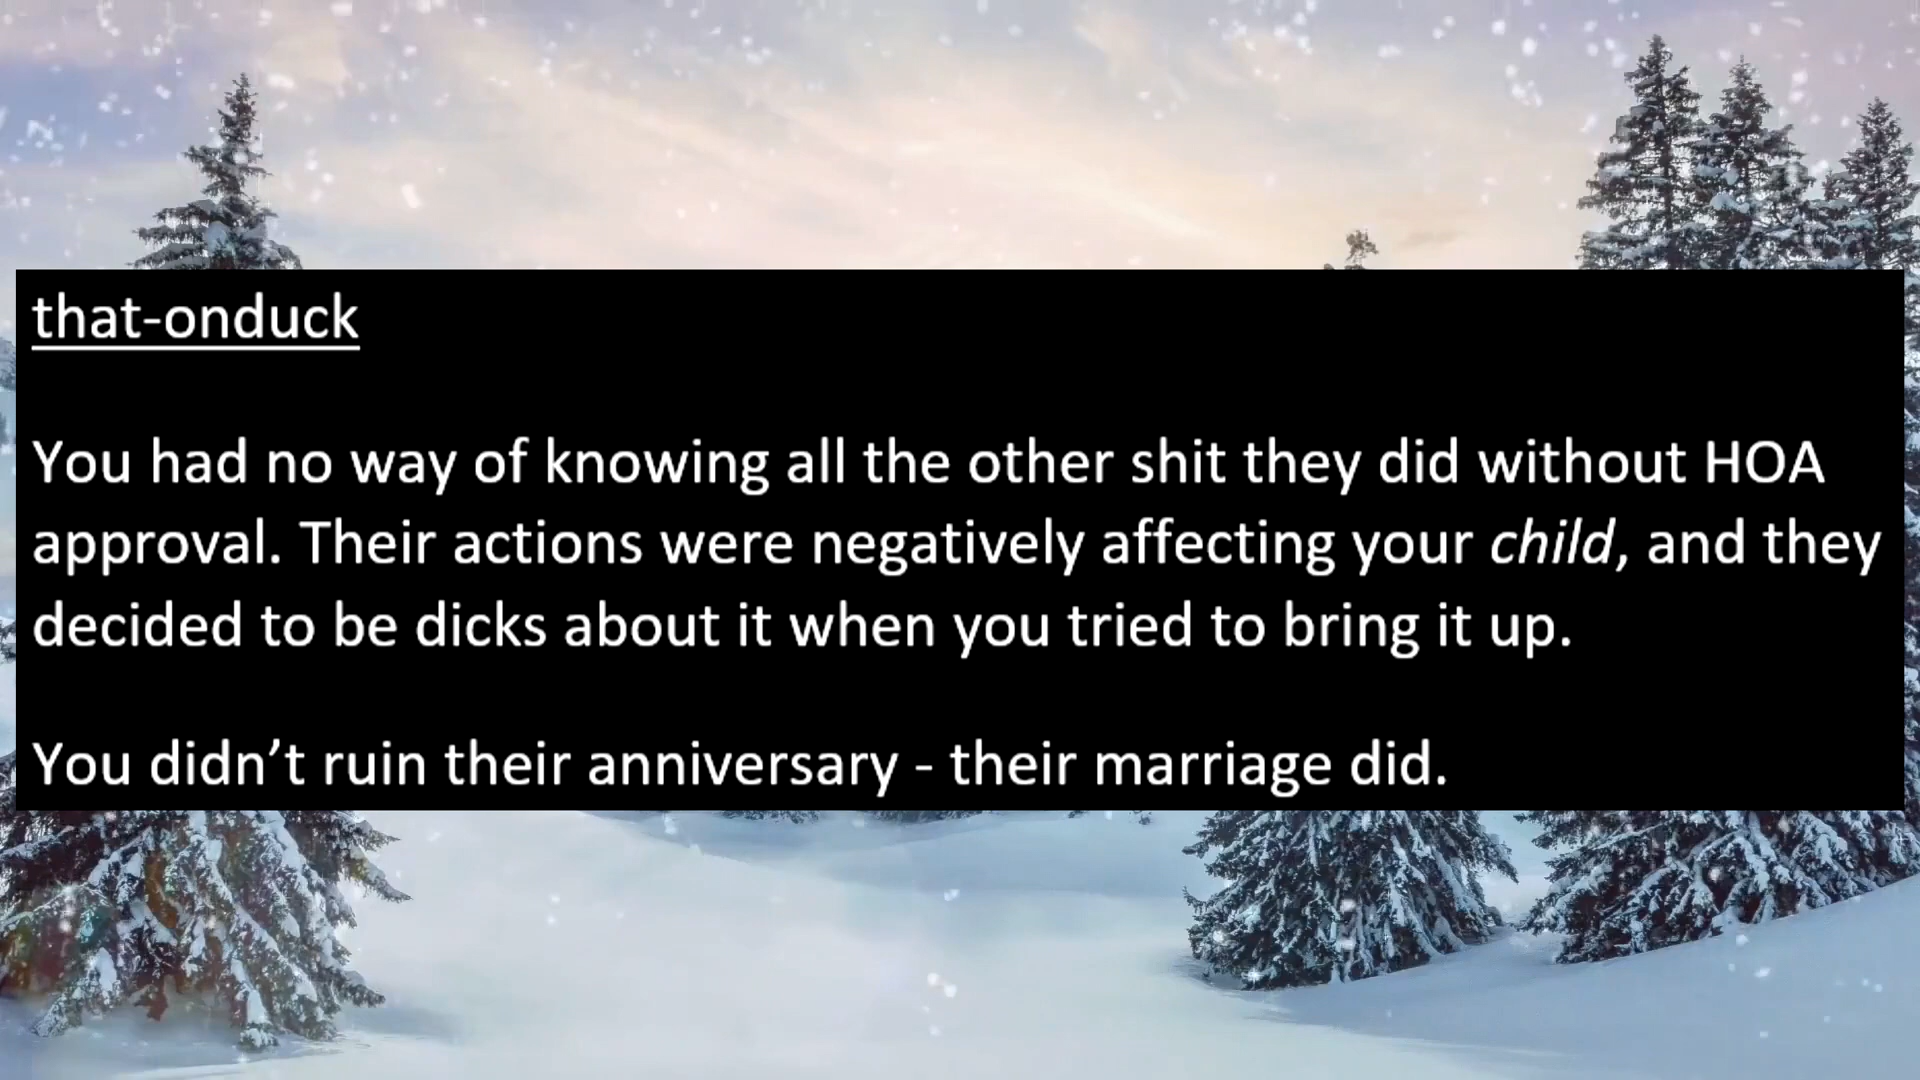 that-onduck
You had no way of knowing all the other shit they did without HOA
approval. Their actions were negatively affecting your child, and they
decided to be dicks about it when you tried to bring it up.
You didn’t ruin their anniversary - their marriage did.